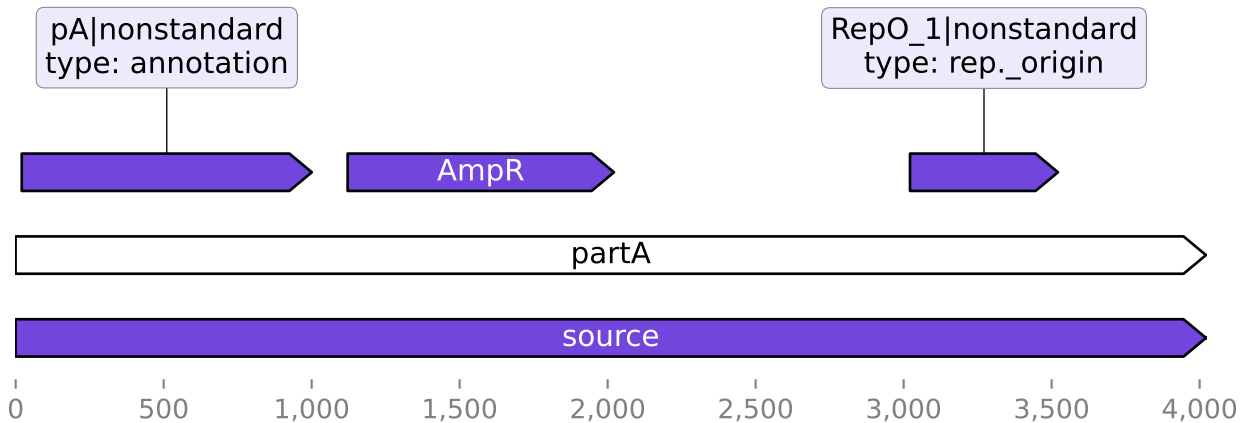 pA|nonstandard
type: annotation
RepO_1|nonstandard
type: rep._origin
AmpR
partA
source
0 500 1,000 1,500 2,000 2,500 3,000 3,500 4,000